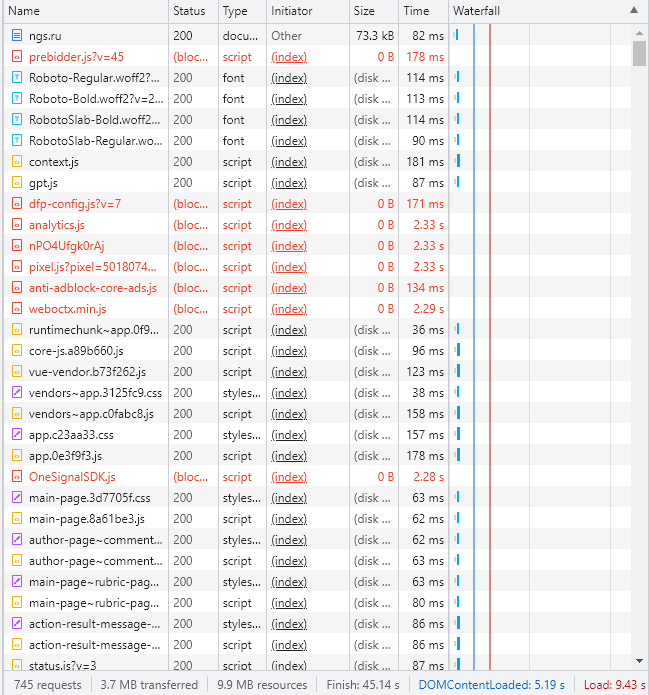 Name Status Type Initiator Size Time Waterfall
ngs.ru 200 docu... Other 73.3 kB 82 ms
prebidder.js?v=45 (bloc... script (index) 0 B 178 ms
Roboto-Regular.woff2?... 200 font (index) (disk ... 114 ms
Roboto-Bold.woff2?v=2... 200 font (index) (disk ... 113 ms
RobotoSlab-Bold.woff2... 200 font (index) (disk ... 114 ms
RobotoSlab-Regular.wo... 200 font (index) (disk ... 90 ms
context.js 200 script (index) (disk ... 181 ms
gpt.js 200 script (index) (disk ... 87 ms
dfp-config.js?v=7 (bloc... script (index) 0 B 171 ms
analytics.js (bloc... script (index) 0 B 2.33 s
nPO4Ufgk0rAj (bloc... script (index) 0 B 2.33 s
pixel.js?pixel=5018074... (bloc... script (index) 0 B 2.33 s
anti-adblock-core-ads.js (bloc... script (index) 0 B 134 ms
weboctx.min.js (bloc... script (index) 0 B 2.29 s
runtimechunk~app.0f9... 200 script (index) (disk ... 36 ms
core-js.a89b660.js 200 script (index) (disk ... 96 ms
vue-vendor.b73f262.js 200 script (index) (disk ... 123 ms
vendors~app.3125fc9.css 200 styles... (index) (disk ... 38 ms
vendors~app.c0fabc8.js 200 script (index) (disk ... 158 ms
app.c23aa33.css 200 styles... (index) (disk ... 157 ms
app.0e3f9f3.js 200 script (index) (disk ... 178 ms
OneSignalSDK.js (bloc... script (index) 0 B 2.28 s
main-page.3d7705f.css 200 styles... (index) (disk ... 63 ms
main-page.8a61be3.js 200 script (index) (disk ... 62 ms
author-page~comment... 200 styles... (index) (disk ... 62 ms
author-page~comment... 200 script (index) (disk ... 63 ms
main-page~rubric-pag... 200 styles... (index) (disk ... 63 ms
main-page~rubric-pag... 200 script (index) (disk ... 80 ms
action-result-message-... 200 styles... (index) (disk ... 86 ms
action-result-message-... 200 script (index) (disk ... 86 ms
status.js?v=3 200 script (index) (disk ... 87 ms
745 requests 3.7 MB transferred 9.9 MB resources Finish: 45.14 s DOMContentLoaded: 5.19 s Load: 9.43 s